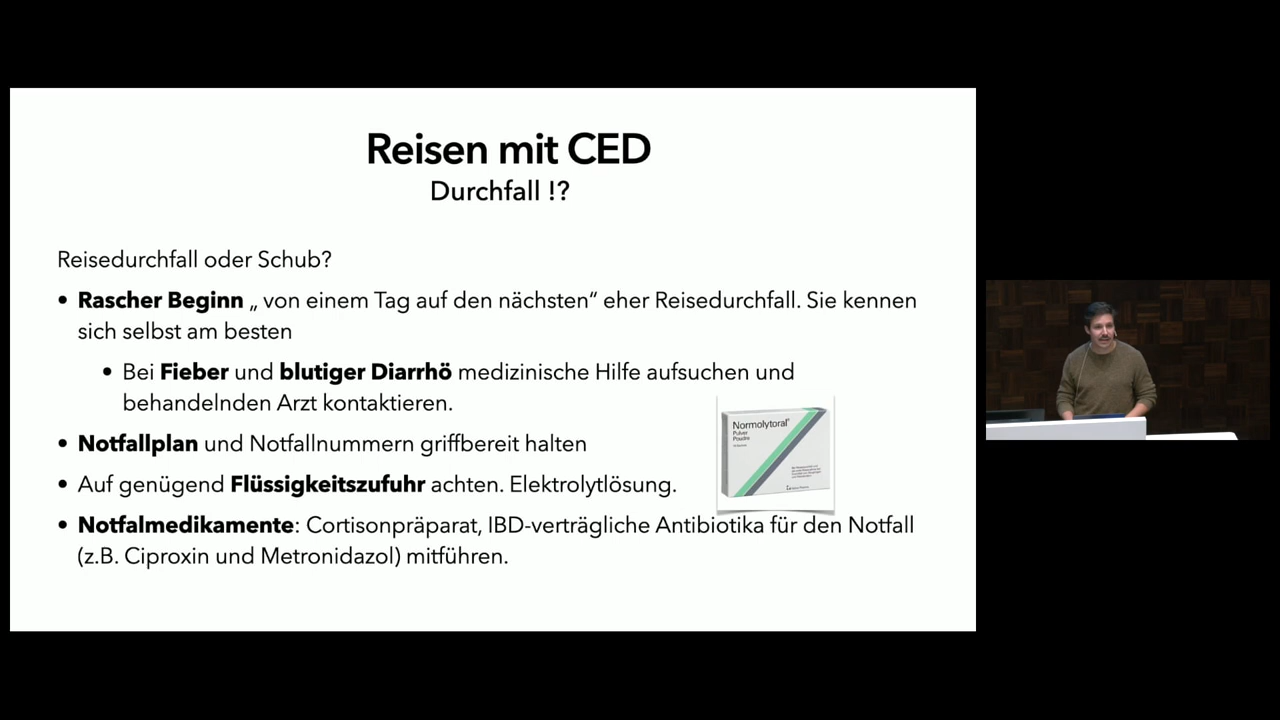 Reisen mit CED
Durchfall !?
Reisedurchfall oder Schub?
• Rascher Beginn „ von einem Tag auf den nächsten“ eher Reisedurchfall. Sie kennen
sich selbst am besten
• Bei Fieber und blutiger Diarrhö medizinische Hilfe aufsuchen und
behandelnden Arzt kontaktieren.
• Notfallplan und Notfallnummern griffbereit halten
• Auf genügend Flüssigkeitszufuhr achten. Elektrolytlösung.
• Notfalmedikamente: Cortisonpräparat, IBD-verträgliche Antibiotika für den Notfall
(z.B. Ciproxin und Metronidazol) mitführen.
Normolytoral®
Pulver
Poudre